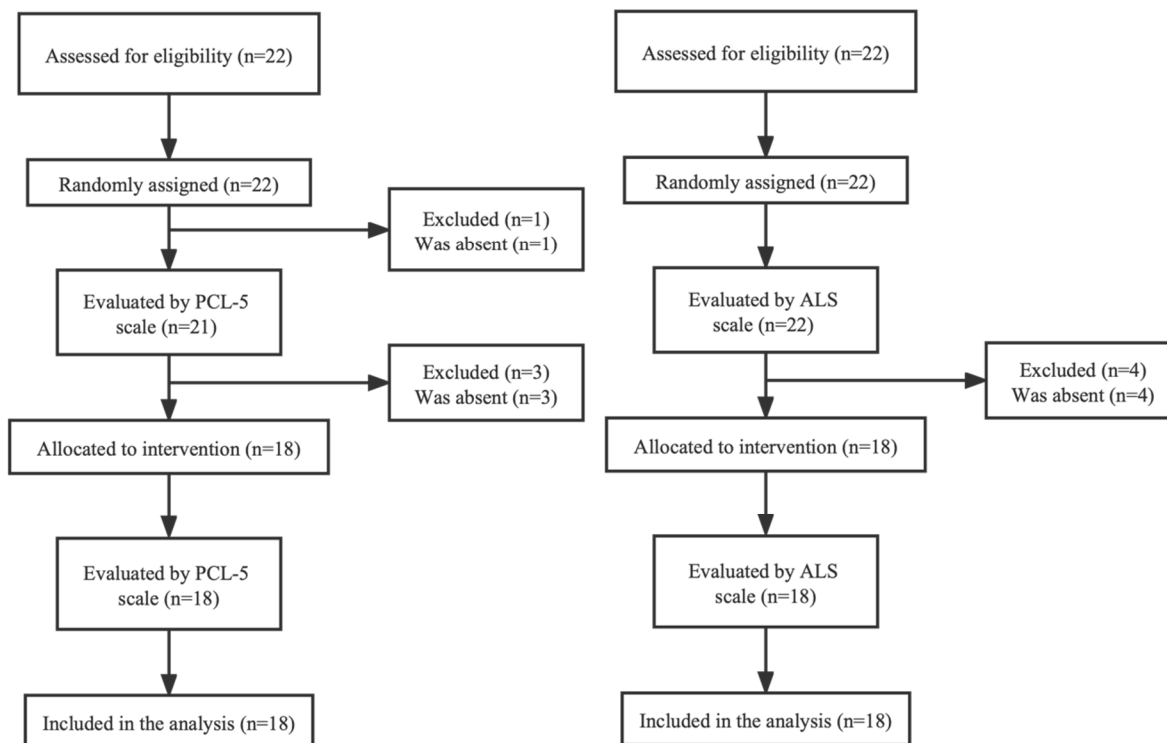 Assessed for eligibility (n=22)
Randomly assigned (n=22)
Excluded (n=1)
Was absent (n=1)
Evaluated by PCL-5
scale (n=21)
Excluded (n=3)
Was absent (n=3)
Allocated to intervention (n=18)
Evaluated by PCL-5
scale (n=18)
Included in the analysis (n=18)
Assessed for eligibility (n=22)
Randomly assigned (n=22)
Evaluated by ALS
scale (n=22)
Excluded (n=4)
Was absent (n=4)
Allocated to intervention (n=18)
Evaluated by ALS
scale (n=18)
Included in the analysis (n=18)